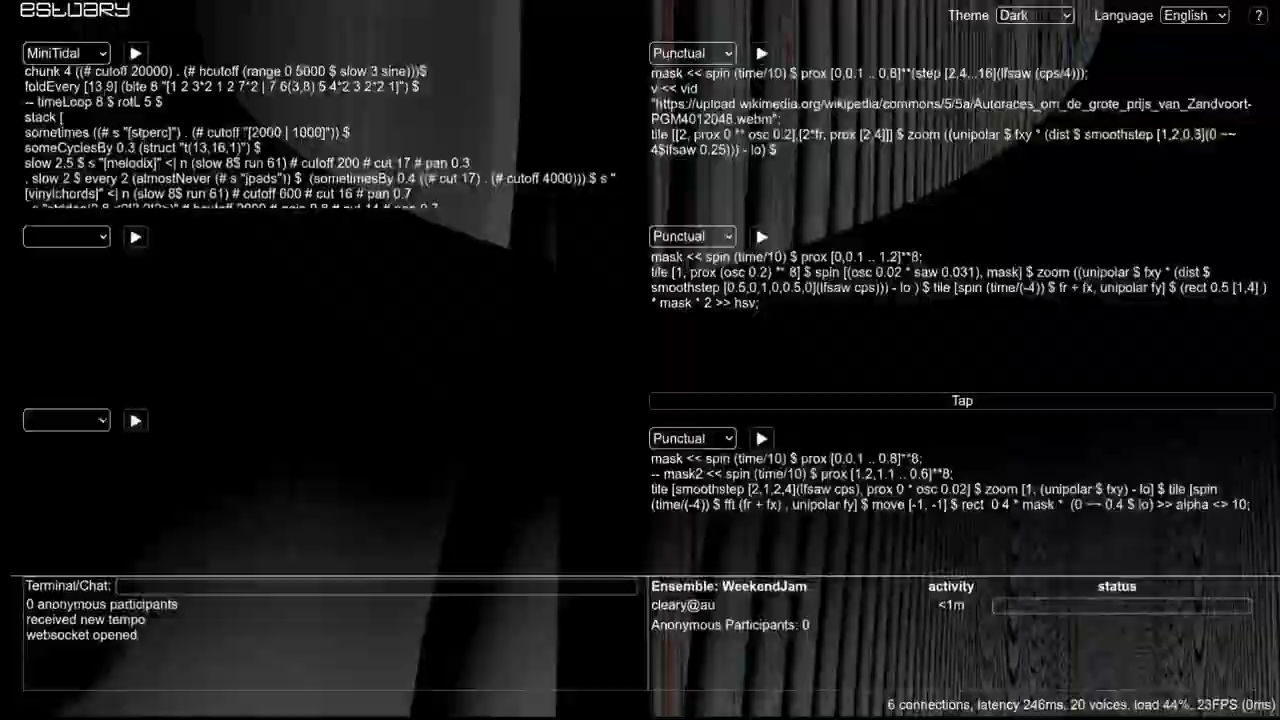 estuary
Theme Dark Language English ?
MiniTidal
chunk 4 ((# cutoff 20000) . (# hcutoff (range 0 5000 $ slow 3 sine)))$
foldEvery [13,9] (bite 8 "[1 2 3*2 1 2 7*2 | 7 6(3,8) 5 4*2 3 2*2 1]") $
-- timeLoop 8 $ rotL 5 $
stack [
sometimes ((# s "[stperc]") . (# cutoff "[2000 | 1000]")) $
someCyclesBy 0.3 (struct "t(13,16,1)") $
slow 2.5 $ s "[melodix]" <| n (slow 8$ run 61) # cutoff 200 # cut 17 # pan 0.3
, slow 2 $ every 2 (almostNever (# s "jpads")) $ (sometimesBy 0.4 ((# cut 17) . (# cutoff 4000))) $ s "
[vinylchords]" <| n (slow 8$ run 61) # cutoff 600 # cut 16 # pan 0.7
Punctual
mask << spin (time/10) $ prox [0,0.1 .. 0.8]**(step [2,4...16](lfsaw (cps/4)));
v << vid
"https://upload.wikimedia.org/wikipedia/commons/5/5a/Autoraces_om_de_grote_prijs_van_Zandvoort-
PGM4012048.webm";
tile [[2, prox 0 ** osc 0.2],[2*fr, prox [2,4]]] $ zoom ((unipolar $ fxy * (dist $ smoothstep [1,2,0.3](0 ~~
4$lfsaw 0.25))) - lo) $
Punctual
mask << spin (time/10) $ prox [0,0.1 .. 1.2]**8;
tile [1, prox (osc 0.2) ** 8] $ spin [(osc 0.02 * saw 0.031), mask] $ zoom ((unipolar $ fxy * (dist $
smoothstep [0.5,0,1,0,0.5,0](lfsaw cps))) - lo ) $ tile [spin (time/(-4)) $ fr + fx, unipolar fy] $ (rect 0.5 [1,4] )
* mask * 2 >> hsv;
Tap
Punctual
mask << spin (time/10) $ prox [0,0.1 .. 0.8]**8;
-- mask2 << spin (time/10) $ prox [1.2,1.1 .. 0.6]**8;
tile [smoothstep [2,1,2,4](lfsaw cps), prox 0 * osc 0.02] $ zoom [1, (unipolar $ fxy) - lo] $ tile [spin
(time/(-4)) $ fft (fr + fx) , unipolar fy] $ move [-1, -1] $ rect 0 4 * mask * (0 ~~ 0.4 $ lo) >> alpha <> 10;
Terminal/Chat:
0 anonymous participants
received new tempo
websocket opened
Ensemble: WeekendJam activity status
cleary@au <1m
Anonymous Participants: 0
6 connections, latency 246ms, 20 voices, load 44%, 23FPS (0ms)